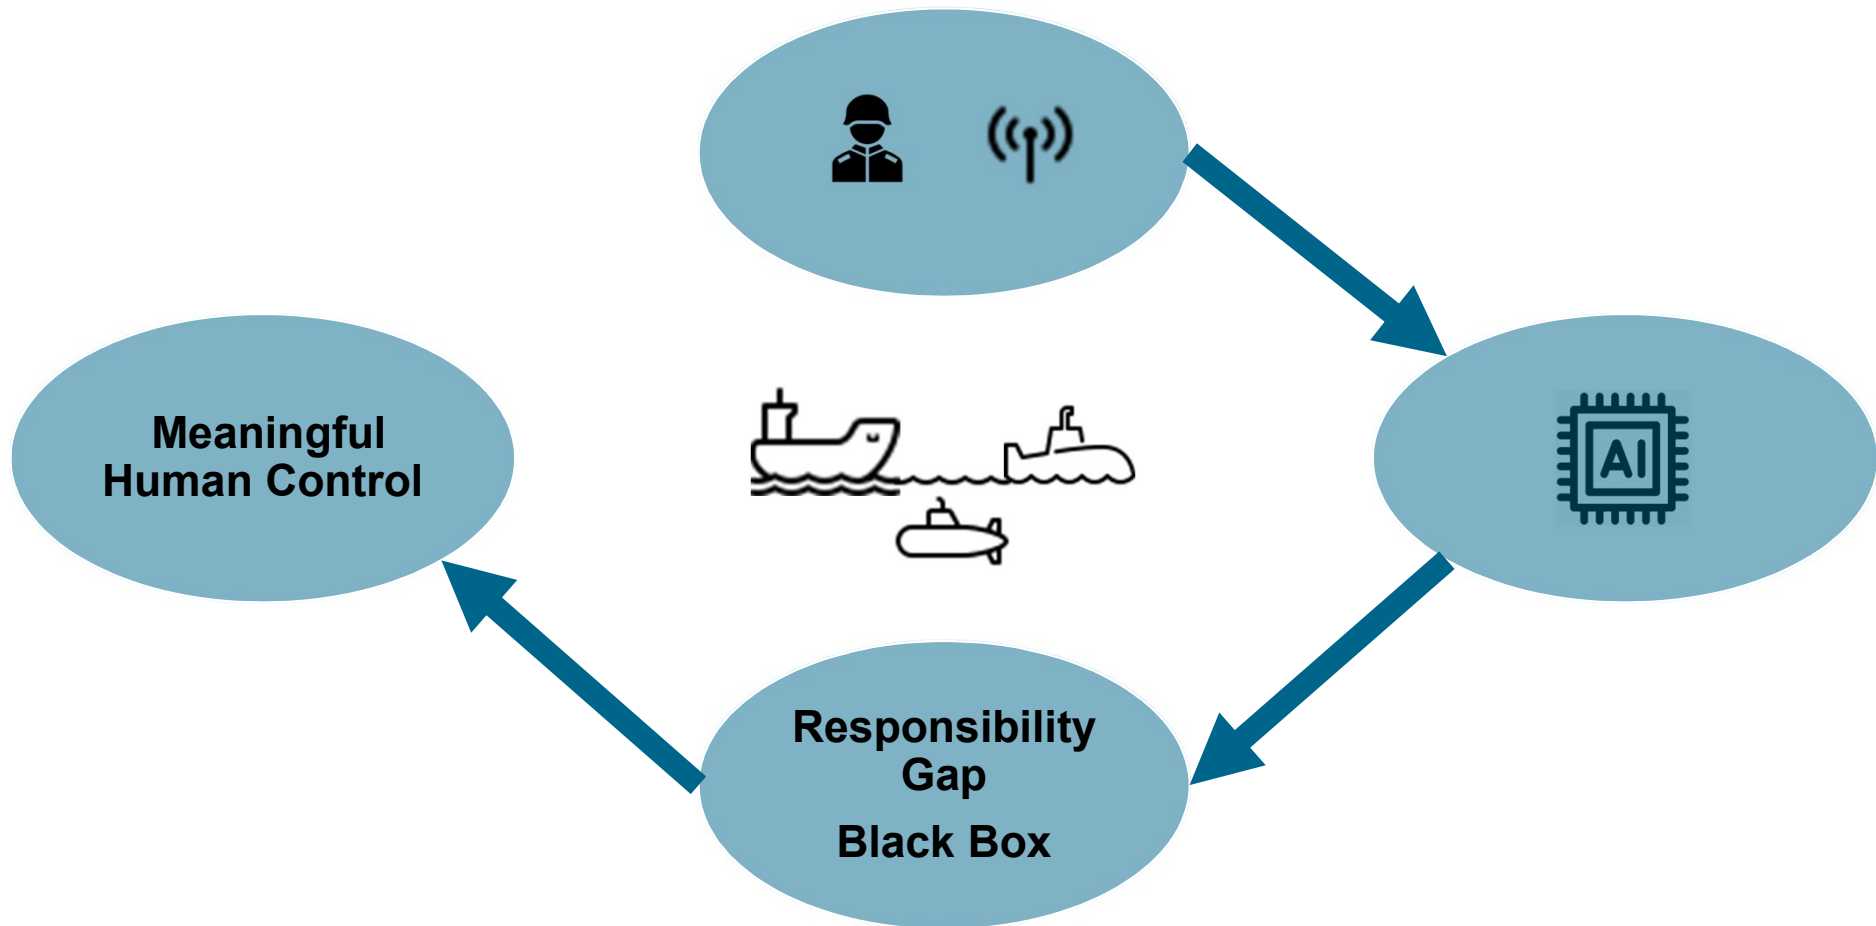 AI
Meaningful
Human Control
Responsibility
Gap
Black Box